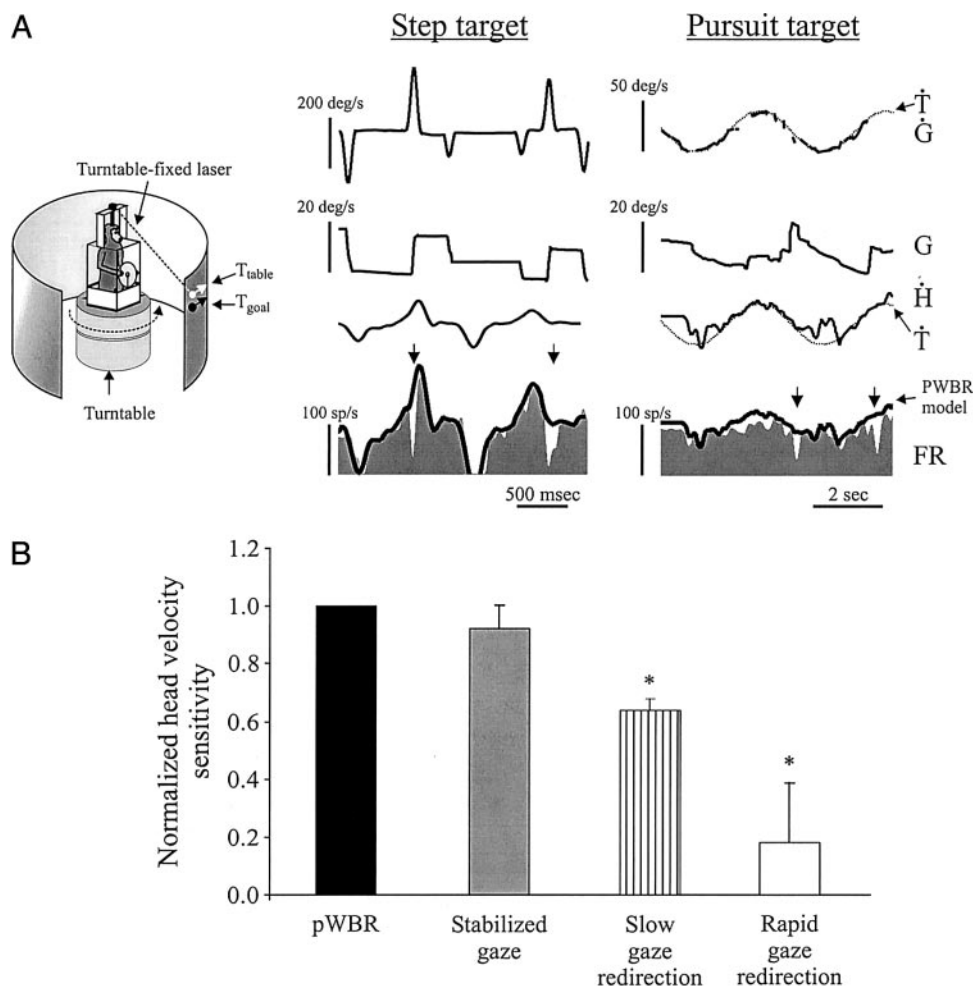 A
Step target
Pursuit target
200 deg/s
50 deg/s
Ṫ
Ġ
Turntable-fixed laser
20 deg/s
20 deg/s
G
T table
T goal
Ḣ
Ṫ
Turntable
100 sp/s
100 sp/s
PWBR
model
FR
500 msec
2 sec
B
Normalized head velocity
sensitivity
1.2
1.0
0.8
0.6
0.4
0.2
0.0
*
*
pWBR
Stabilized
gaze
Slow
gaze
redirection
Rapid
gaze
redirection